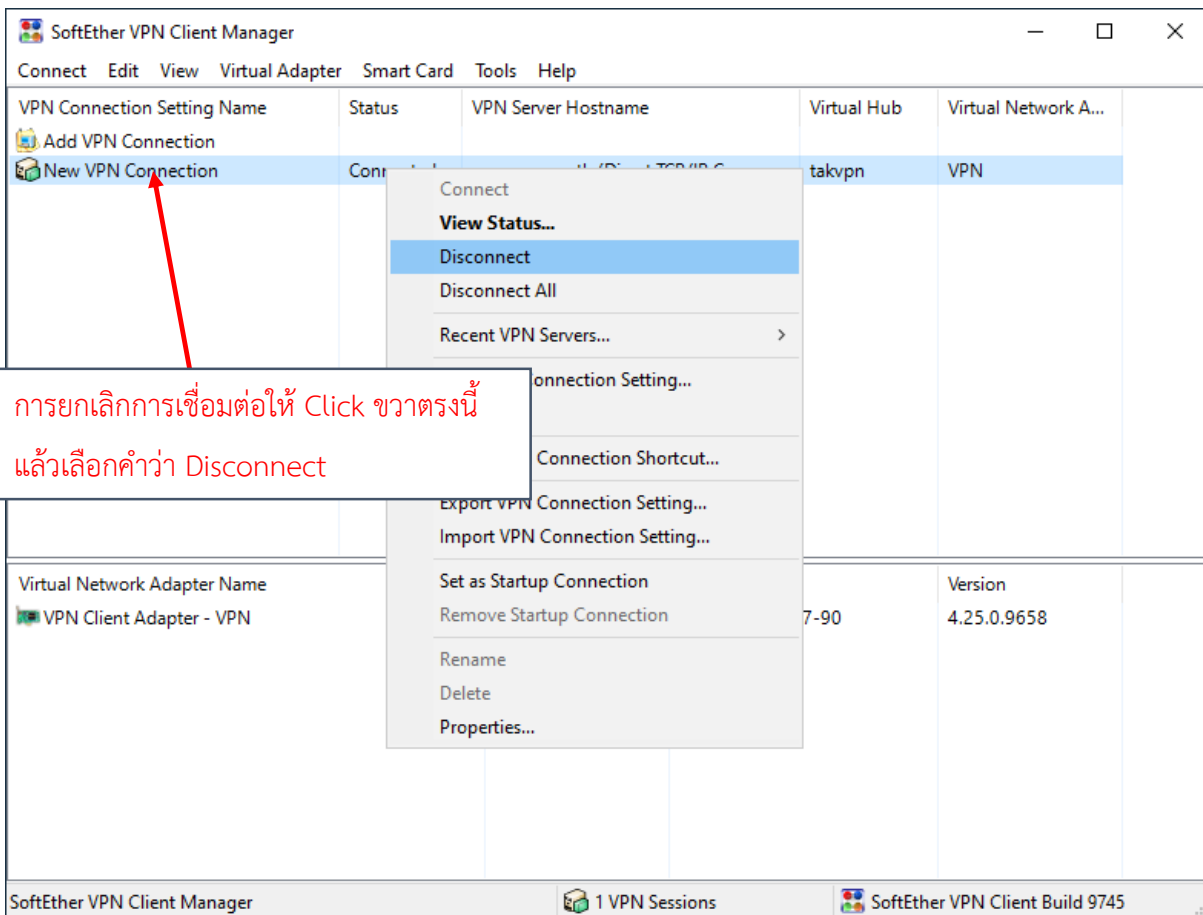 SoftEther VPN Client Manager
Connect Edit View Virtual Adapter Smart Card Tools Help
VPN Connection Setting Name Status VPN Server Hostname Virtual Hub Virtual Network A...
Add VPN Connection
New VPN Connection takvpn VPN
Connect
View Status...
Disconnect
Disconnect All
Recent VPN Servers...
onnection Setting...
การยกเลิกการเชื่อมต่อให้ Click ขวาตรงนี้
แล้วเลือกคำว่า Disconnect
Connection Shortcut...
Export VPN Connection Setting...
Import VPN Connection Setting...
Set as Startup Connection
Remove Startup Connection
Rename
Delete
Properties...
Virtual Network Adapter Name Version
VPN Client Adapter - VPN 7-90 4.25.0.9658
SoftEther VPN Client Manager 1 VPN Sessions SoftEther VPN Client Build 9745